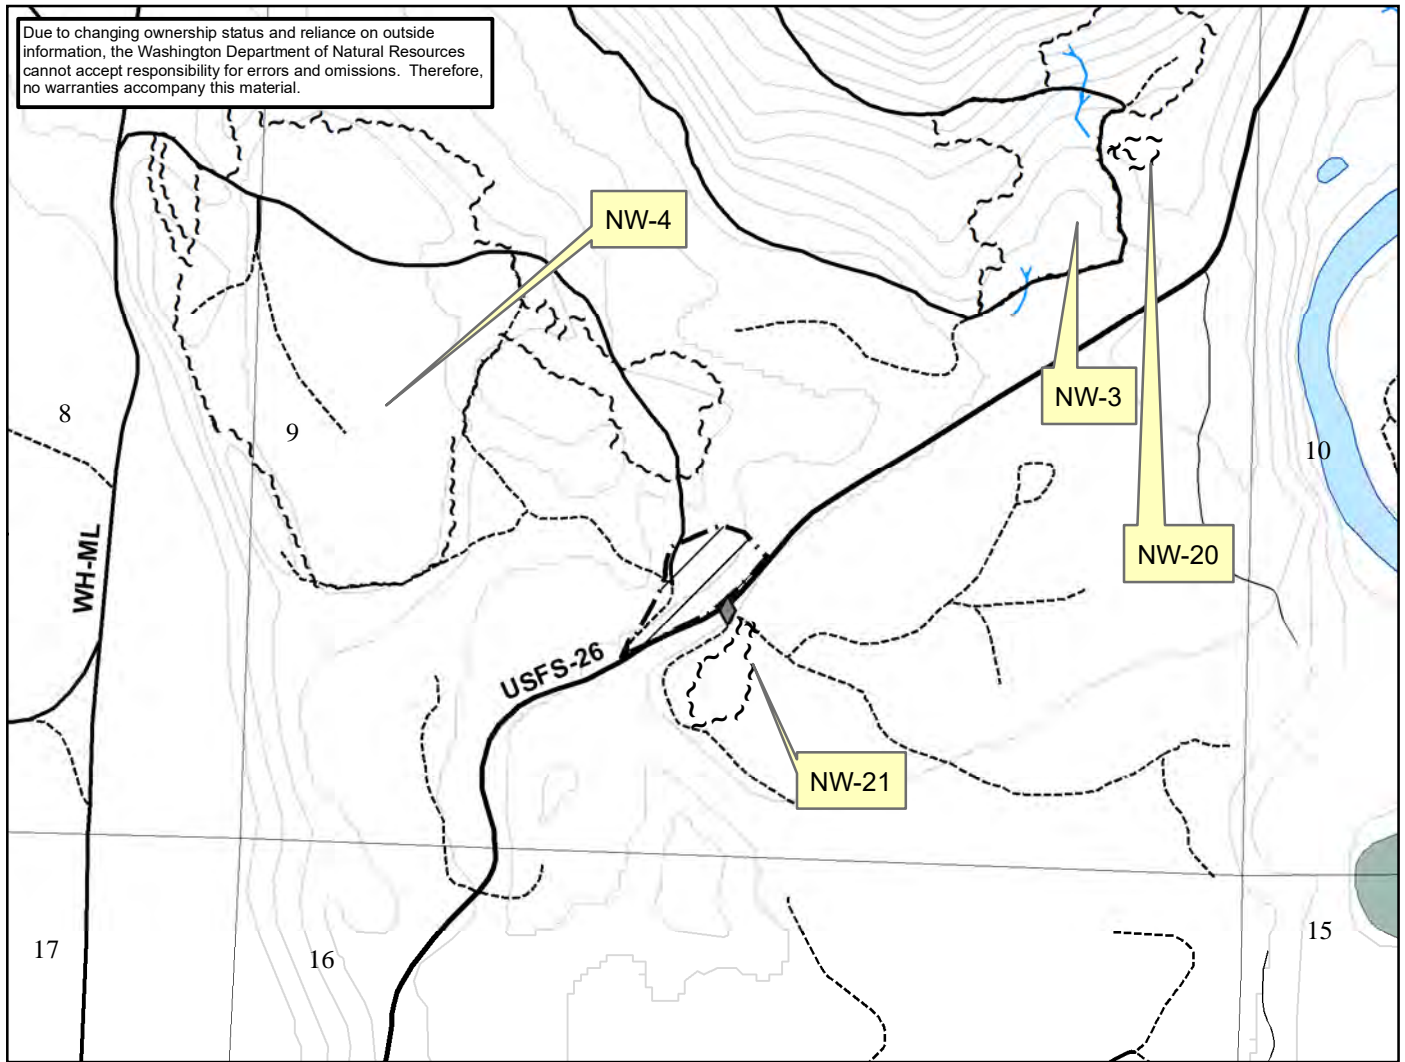 Due to changing ownership status and reliance on outside
information, the Washington Department of Natural Resources
cannot accept responsibility for errors and omissions.  Therefore,
no warranties accompany this material.
NW-4
NW-3
8
9
10
NW-20
WH-ML
USFS-26
NW-21
17
16
15